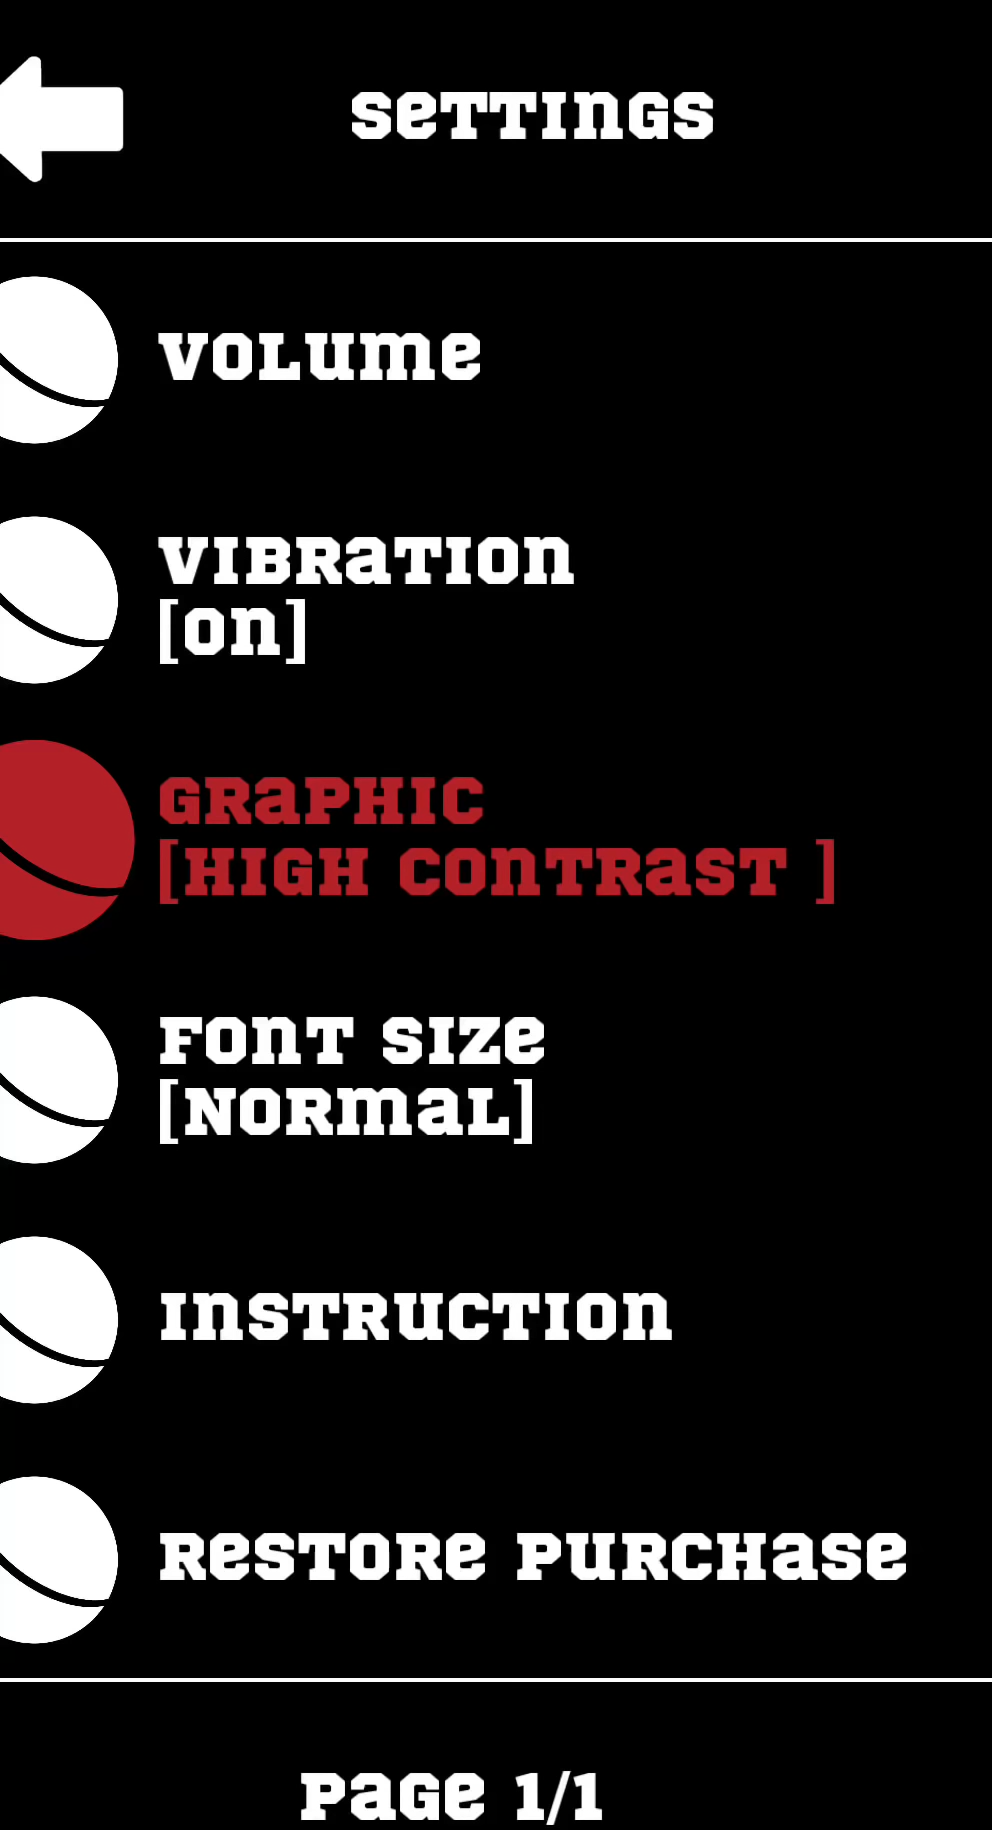 SETTINGS
VOLUME
VIBRATION
[ON]
GRAPHIC
[HIGH CONTRAST ]
FONT SIZE
[NORMAL]
INSTRUCTION
RESTORE PURCHASE
PAGE 1/1